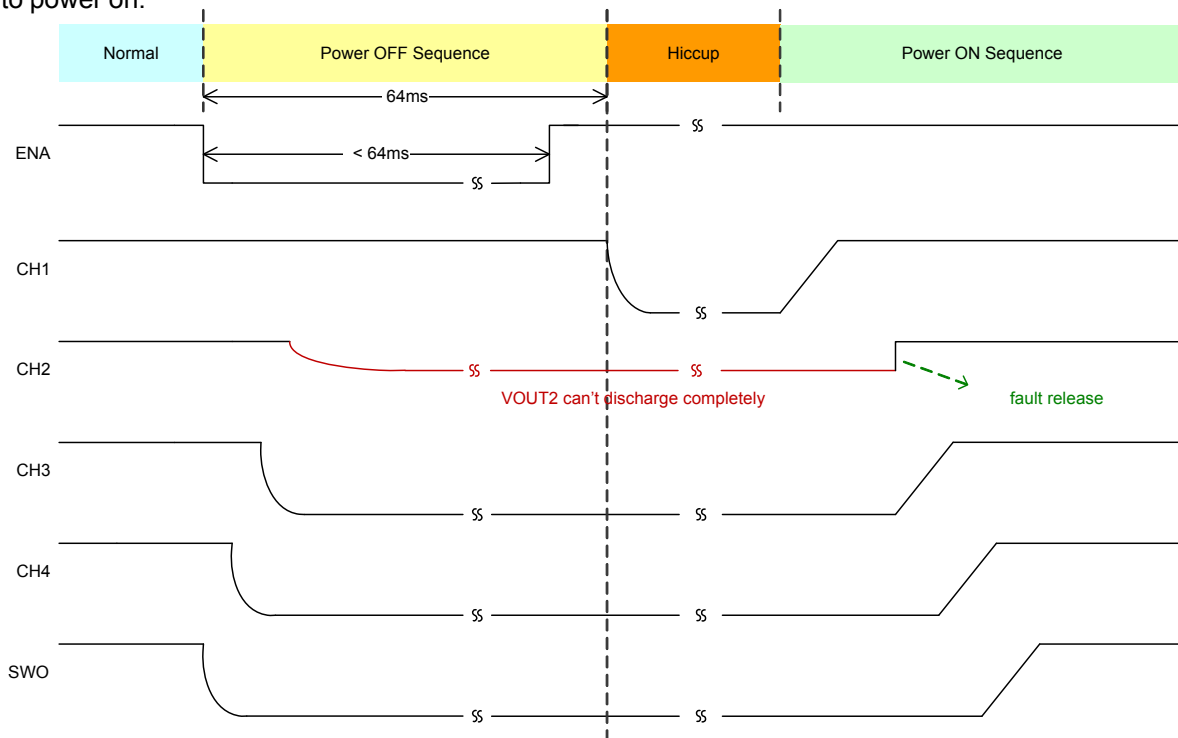 to power on.
Normal
Power OFF Sequence
Hiccup
Power ON Sequence
64ms
ENA
< 64ms
CH1
CH2
VOUT2 can't discharge completely
fault release
CH3
CH4
SWO